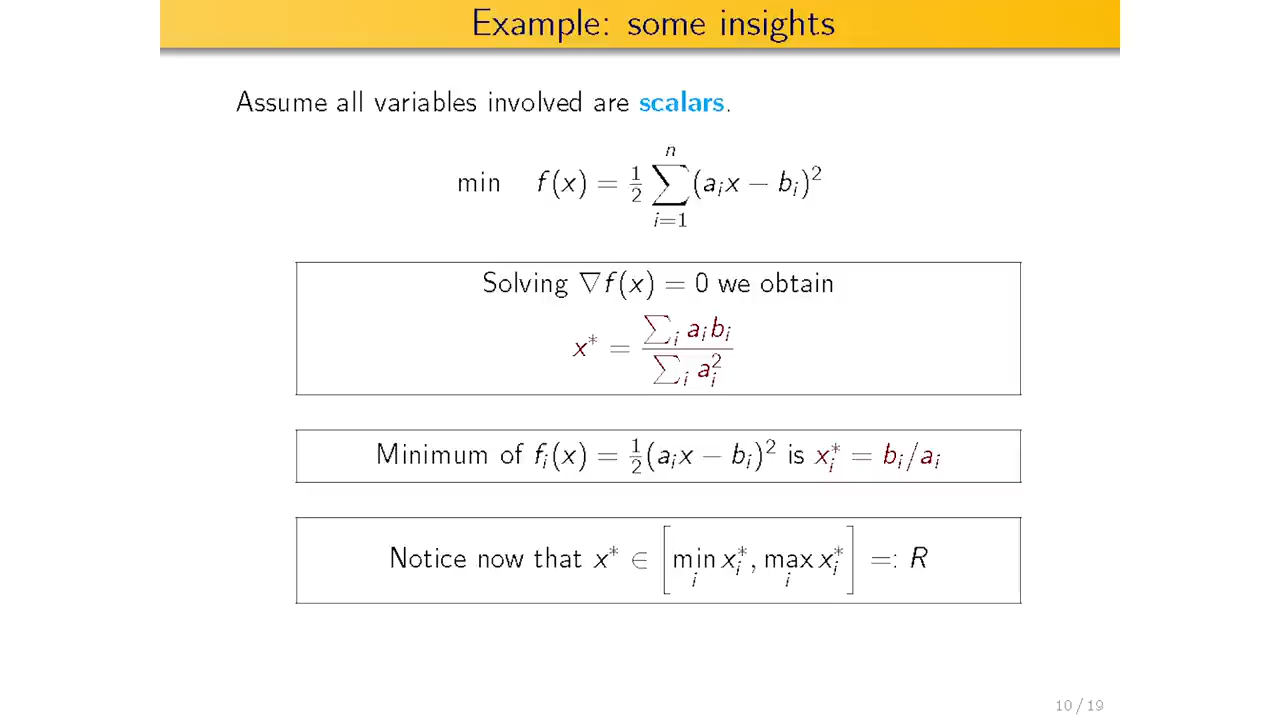 Example: some insights
Assume all variables involved are scalars.
min f(x) = ½ ∑_{i=1}^{n} (a_i x − b_i)²
Solving ∇f(x) = 0 we obtain
x* = ∑_i a_i b_i / ∑_i a_i²
Minimum of f_i(x) = ½(a_i x − b_i)² is x_i* = b_i/a_i
Notice now that x* ∈ [min_i x_i*, max_i x_i*] =: R
10 / 19